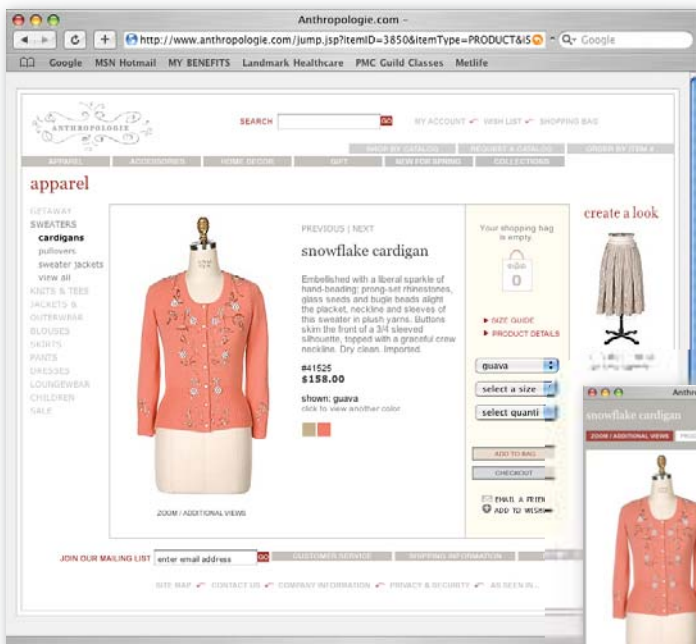 Anthropologie.com –
http://www.anthropologie.com/jump.jsp?itemID=3850&itemType=PRODUCT&iS
Google
Google MSN Hotmail MY BENEFITS Landmark Healthcare PMC Guild Classes Metlife
ANTHROPOLOGIE
SEARCH GO MY ACCOUNT WISH LIST SHOPPING BAG
SHOP BY CATALOG REQUEST A CATALOG ORDER BY ITEM #
APPAREL ACCESSORIES HOME DECOR GIFT NEW FOR SPRING COLLECTIONS
apparel
GETAWAY
SWEATERS
cardigans
pullovers
sweater jackets
view all
KNITS & TEES
JACKETS &
OUTERWEAR
BLOUSES
SKIRTS
PANTS
DRESSES
LOUNGEWEAR
CHILDREN
SALE
ZOOM / ADDITIONAL VIEWS
PREVIOUS | NEXT
snowflake cardigan
Embellished with a liberal sparkle of
hand-beading; prong-set rhinestones,
glass seeds and bugle beads alight
the placket, neckline and sleeves of
this sweater in plush yarns. Buttons
skim the front of a 3/4 sleeved
silhouette, topped with a graceful crew
neckline. Dry clean. Imported.
#41525
$158.00
shown: guava
click to view another color
Your shopping bag
is empty.
0
SIZE GUIDE
PRODUCT DETAILS
guava
select a size
select quanti
ADD TO BAG
CHECKOUT
EMAIL A FRIEN
ADD TO WISH
create a look
JOIN OUR MAILING LIST enter email address GO CUSTOMER SERVICE SHIPPING INFORMATION
SITE MAP CONTACT US COMPANY INFORMATION PRIVACY & SECURITY AS SEEN IN...
Anthro
snowflake cardigan
ZOOM / ADDITIONAL VIEWS PROD